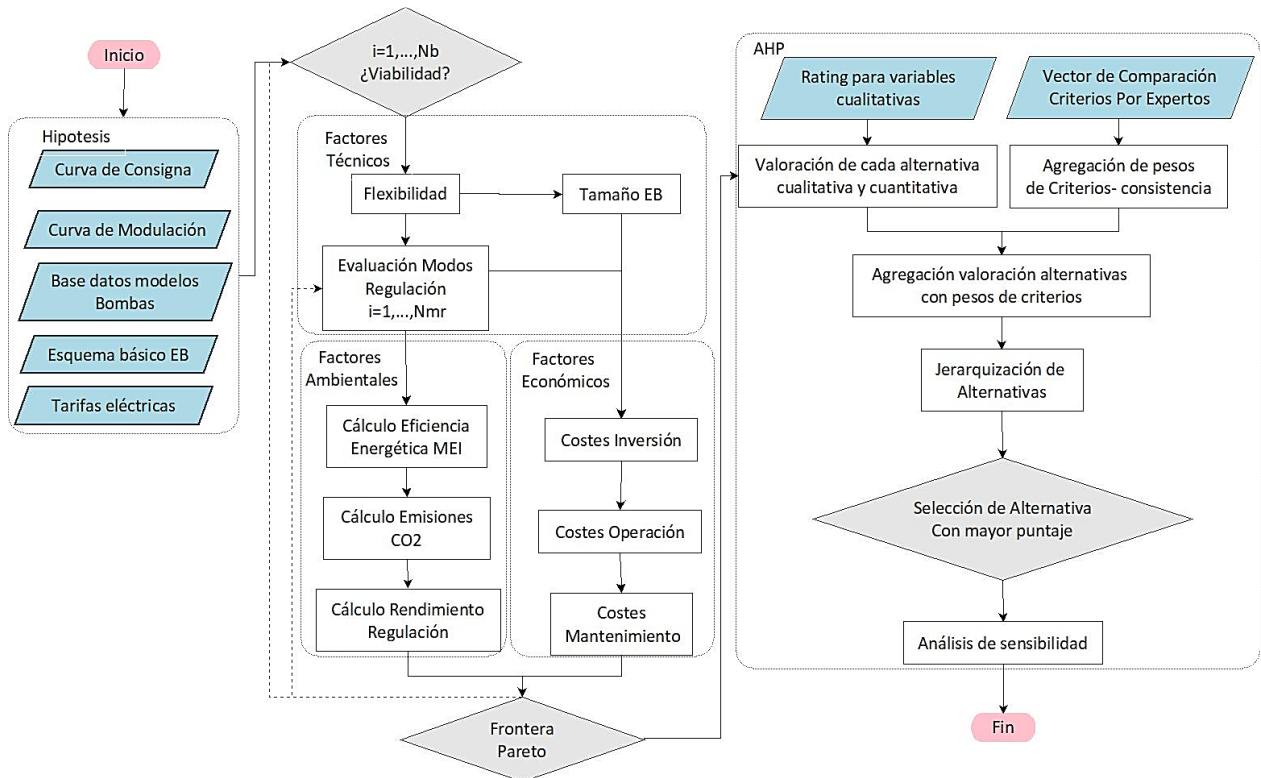 Inicio
Hipotesis
Curva de Consigna
Curva de Modulación
Base datos modelos
Bombas
Esquema básico EB
Tarifas eléctricas
i=1,...,Nb
¿Viabilidad?
Factores
Técnicos
Flexibilidad
Tamaño EB
Evaluación Modos
Regulación
i=1,...,Nmr
Factores
Ambientales
Cálculo Eficiencia
Energética MEI
Cálculo Emisiones
CO2
Cálculo Rendimiento
Regulación
Factores
Económicos
Costes Inversión
Costes Operación
Costes
Mantenimiento
Frontera
Pareto
AHP
Rating para variables
cualitativas
Vector de Comparación
Criterios Por Expertos
Valoración de cada alternativa
cualitativa y cuantitativa
Agregación de pesos
de Criterios- consistencia
Agregación valoración alternativas
con pesos de criterios
Jerarquización de
Alternativas
Selección de Alternativa
Con mayor puntaje
Análisis de sensibilidad
Fin